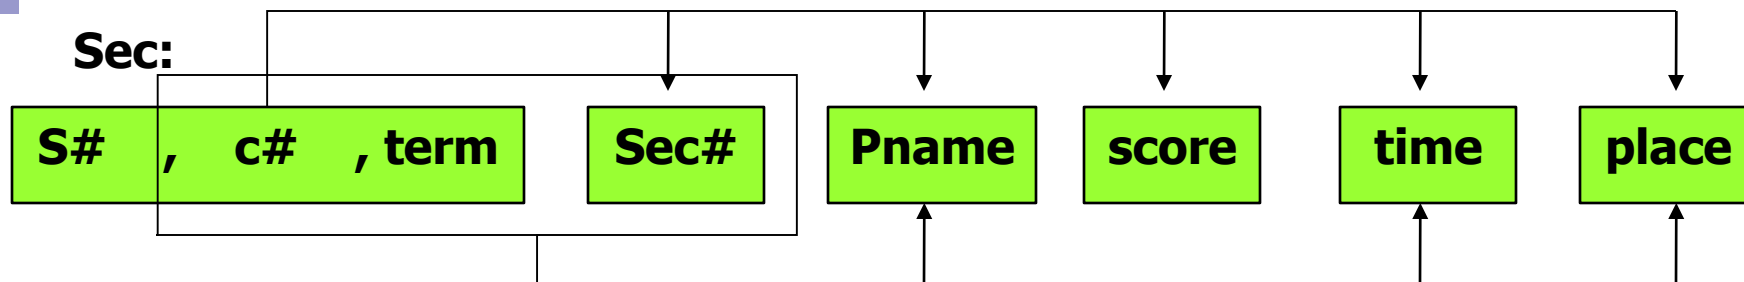 Sec:
S# , c# , term Sec# Pname score time place